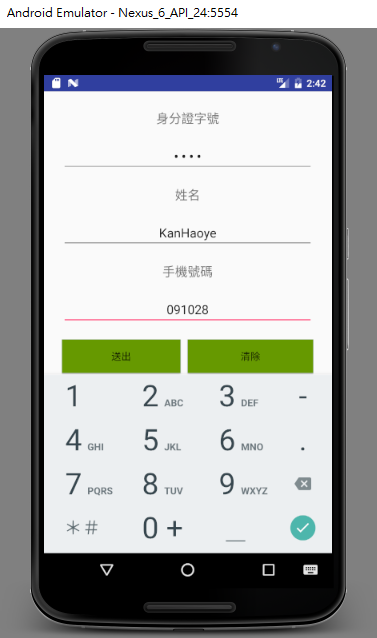 Android Emulator - Nexus_6_API_24:5554
LTE 2:42
身分證字號
••••
姓名
KanHaoye
手機號碼
091028
送出 清除
1 2 ABC 3 DEF -
4 GHI 5 JKL 6 MNO .
7 PQRS 8 TUV 9 WXYZ
*# 0 + _